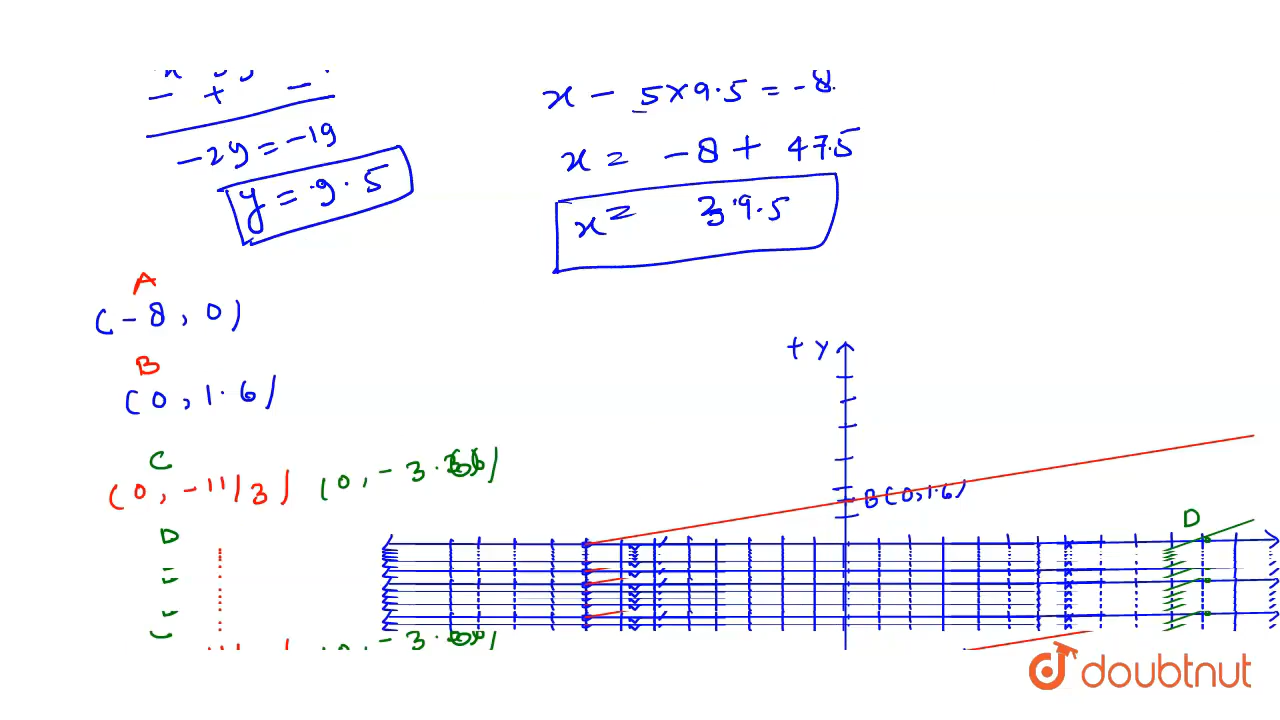 - + -
-2y = -19
y = 9.5
x - 5×9.5 = -8
x = -8 + 47.5
x = 39.5
A
(-8, 0)
B
(0, 1.6)
C
(0, -11/3) (0, -3.
D
+ Y
B(0,1.6)
D
doubtnut